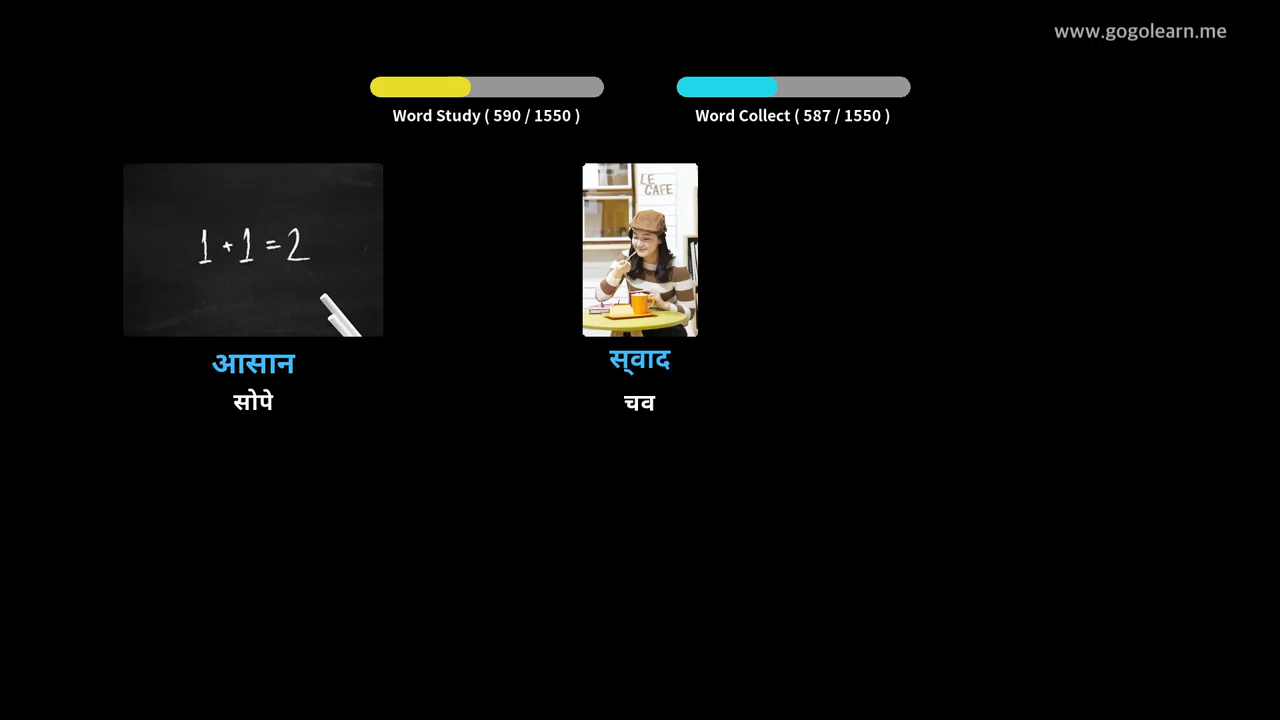 www.gogolearn.me
Word Study ( 590 / 1550 )
Word Collect ( 587 / 1550 )
1 + 1 = 2
LE
CAFE
आसान
स्वाद
सोपे
चव